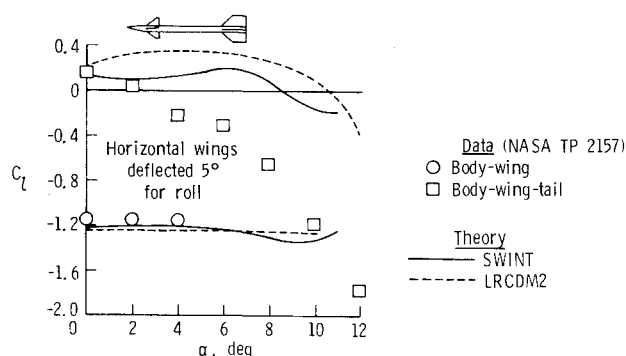 0.4
0
-0.4
-0.8
-1.2
-1.6
-2.0
C_l
Horizontal wings
deflected 5°
for roll
0 2 4 6 8 10 12
α, deg
Data (NASA TP 2157)
Body-wing
Body-wing-tail
Theory
SWINT
LRCDM2